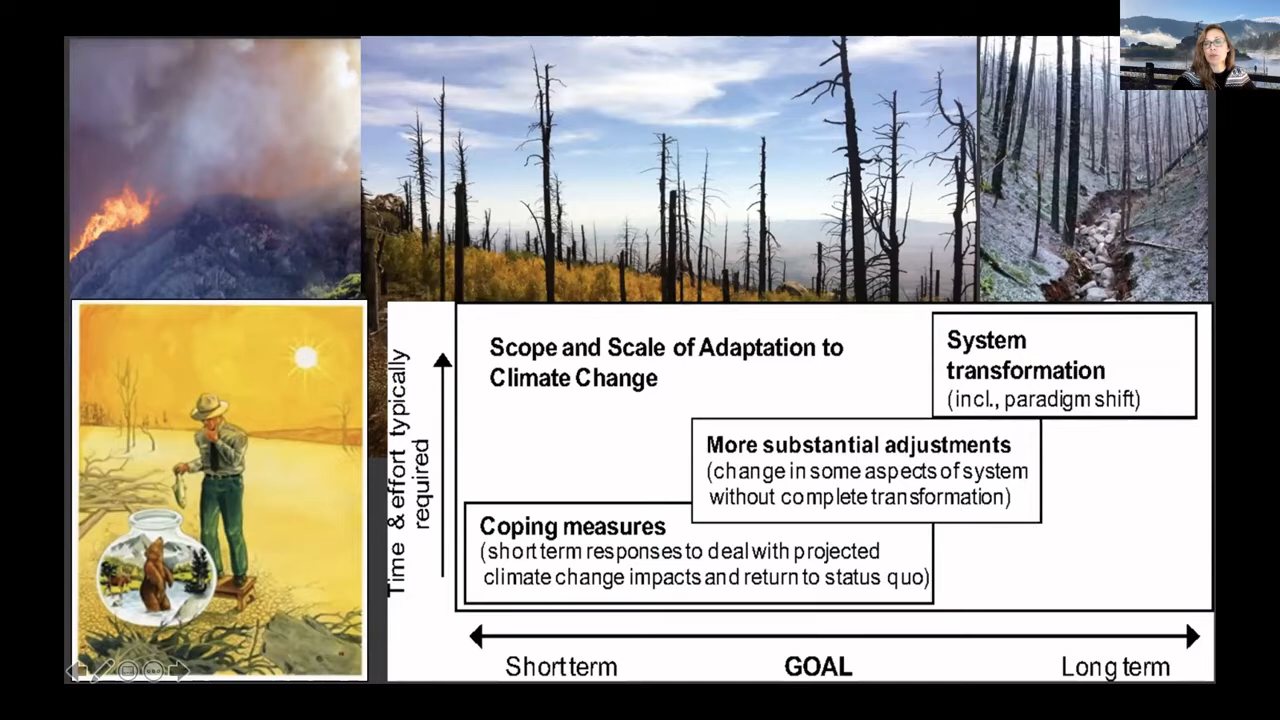 Scope and Scale of Adaptation to
Climate Change
System
transformation
(incl., paradigm shift)
More substantial adjustments
(change in some aspects of system
without complete transformation)
Coping measures
(short term responses to deal with projected
climate change impacts and return to status quo)
Time & effort typically
required
Short term
GOAL
Long term